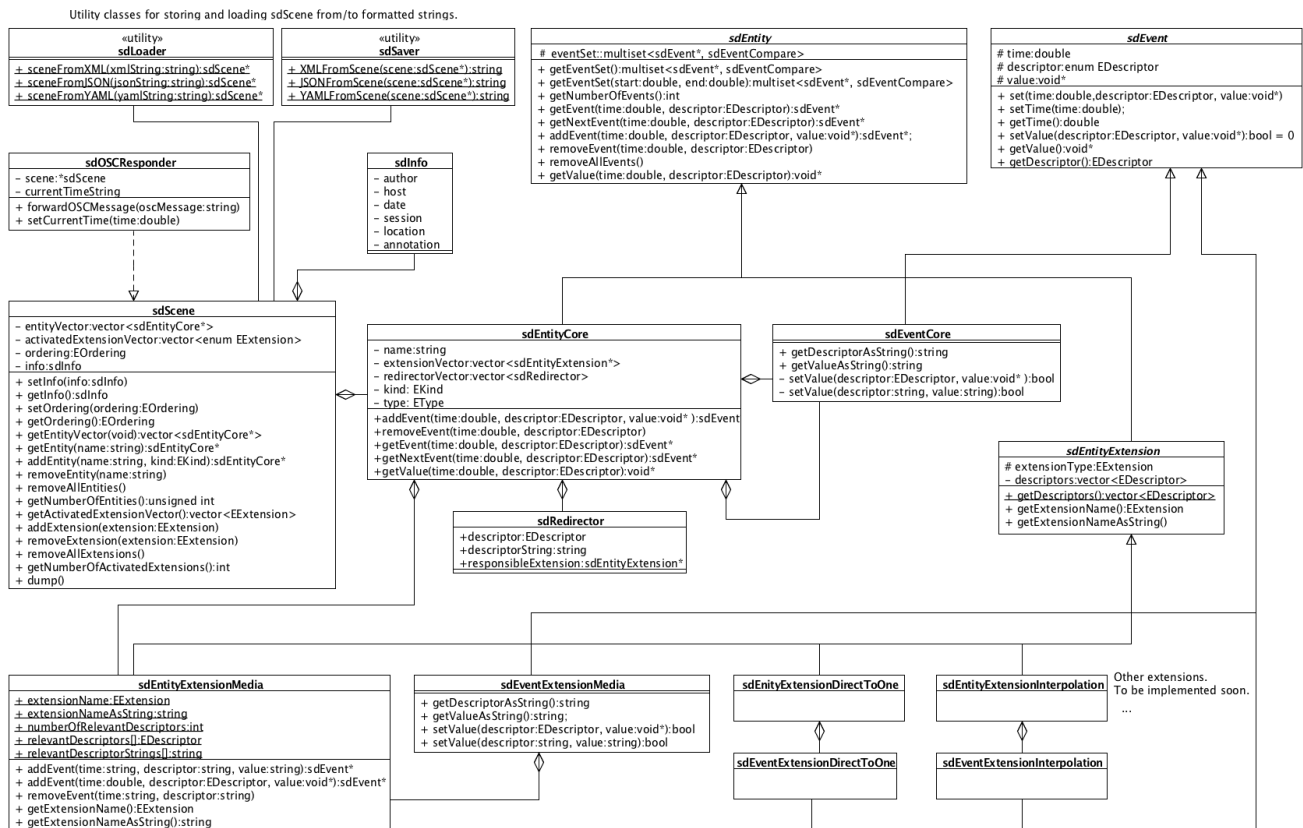 Utility classes for storing and loading sdScene from/to formatted strings.
«utility»
sdLoader
+ sceneFromXML(xmlString:string):sdScene*
+ sceneFromJSON(jsonString:string):sdScene*
+ sceneFromYAML(yamlString:string):sdScene*
«utility»
sdSaver
+ XMLFromScene(scene:sdScene*):string
+ JSONFromScene(scene:sdScene*):string
+ YAMLFromScene(scene:sdScene*):string
sdEntity
# eventSet::multiset<sdEvent*, sdEventCompare>
+ getEventSet():multiset<sdEvent*, sdEventCompare>
+ getEventSet(start:double, end:double):multiset<sdEvent*, sdEventCompare>
+ getNumberOfEvents():int
+ getEvent(time:double, descriptor:EDescriptor):sdEvent*
+ getNextEvent(time:double, descriptor:EDescriptor):sdEvent*
+ addEvent(time:double, descriptor:EDescriptor, value:void*):sdEvent*;
+ removeEvent(time:double, descriptor:EDescriptor)
+ removeAllEvents()
+ getValue(time:double, descriptor:EDescriptor):void*
sdEvent
# time:double
# descriptor:enum EDescriptor
# value:void*
+ set(time:double,descriptor:EDescriptor, value:void*)
+ setTime(time:double);
+ getTime():double
+ setValue(descriptor:EDescriptor, value:void*):bool = 0
+ getValue():void*
+ getDescriptor():EDescriptor
sdOSCResponder
– scene:*sdScene
– currentTimeString
+ forwardOSCMessage(oscMessage:string)
+ setCurrentTime(time:double)
sdInfo
– author
– host
– date
– session
– location
– annotation
sdScene
– entityVector:vector<sdEntityCore*>
– activatedExtensionVector:vector<enum EExtension>
– ordering:EOrdering
– info:sdInfo
+ setInfo(info:sdInfo)
+ getInfo():sdInfo
+ setOrdering(ordering:EOrdering)
+ getOrdering():EOrdering
+ getEntityVector(void):vector<sdEntityCore*>
+ getEntity(name:string):sdEntityCore*
+ addEntity(name:string, kind:EKind):sdEntityCore*
+ removeEntity(name:string)
+ removeAllEntities()
+ getNumberOfEntities():unsigned int
+ getActivatedExtensionVector():vector<EExtension>
+ addExtension(extension:EExtension)
+ removeExtension(extension:EExtension)
+ removeAllExtensions()
+ getNumberOfActivatedExtensions():int
+ dump()
sdEntityCore
– name:string
– extensionVector:vector<sdEntityExtension*>
– redirectorVector:vector<sdRedirector>
– kind: EKind
– type: EType
+addEvent(time:double, descriptor:EDescriptor, value:void* ):sdEvent
+removeEvent(time:double, descriptor:EDescriptor)
+getEvent(time:double, descriptor:EDescriptor):sdEvent*
+getNextEvent(time:double, descriptor:EDescriptor):sdEvent*
+getValue(time:double, descriptor:EDescriptor):void*
sdEventCore
+ getDescriptorAsString():string
+ getValueAsString():string
– setValue(descriptor:EDescriptor, value:void* ):bool
– setValue(descriptor:string, value:string):bool
sdEntityExtension
# extensionType:EExtension
– descriptors:vector<EDescriptor>
+ getDescriptors():vector<EDescriptor>
+ getExtensionName():EExtension
+ getExtensionNameAsString()
sdRedirector
+descriptor:EDescriptor
+descriptorString:string
+responsibleExtension:sdEntityExtension*
sdEntityExtensionMedia
+ extensionName:EExtension
+ extensionNameAsString:string
+ numberOfRelevantDescriptors:int
+ relevantDescriptors[]:EDescriptor
+ relevantDescriptorStrings[]:string
+ addEvent(time:string, descriptor:string, value:string):sdEvent*
+ addEvent(time:double, descriptor:EDescriptor, value:void*):sdEvent*
+ removeEvent(time:string, descriptor:string)
+ getExtensionName():EExtension
+ getExtensionNameAsString():string
sdEventExtensionMedia
+ getDescriptorAsString():string
+ getValueAsString():string;
+ setValue(descriptor:EDescriptor, value:void*):bool
+ setValue(descriptor:string, value:string):bool
sdEnityExtensionDirectToOne
sdEventExtensionDirectToOne
sdEntityExtensionInterpolation
sdEventExtensionInterpolation
Other extensions.
To be implemented soon.
...